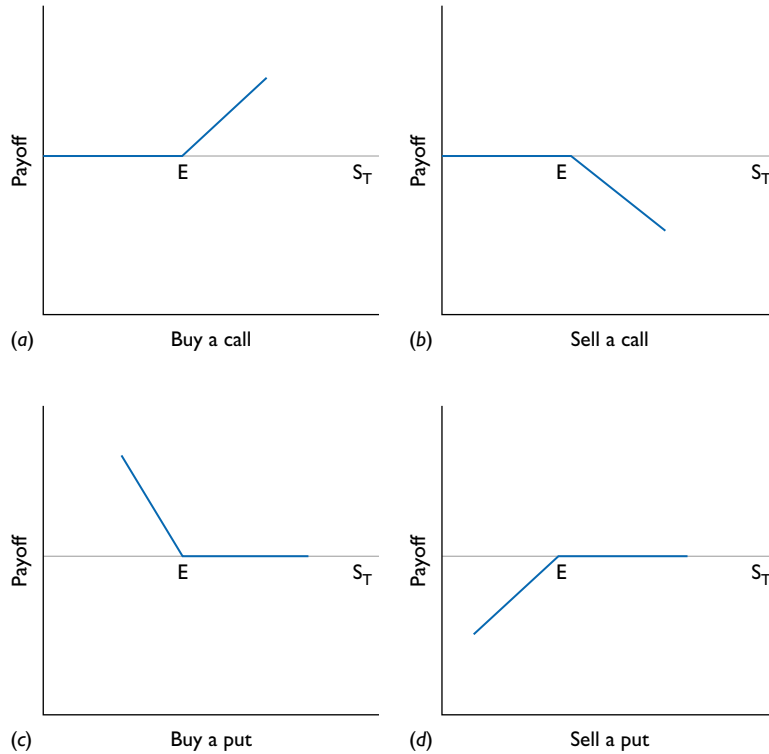 Payoff
E
S_T
(a)
Buy a call
Payoff
E
S_T
(b)
Sell a call
Payoff
E
S_T
(c)
Buy a put
Payoff
E
S_T
(d)
Sell a put